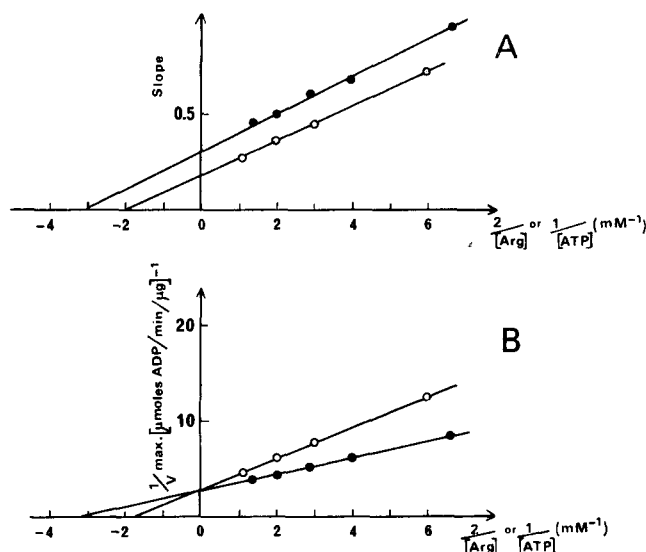 A
Slope
0.5
-4 -2 0 2 4 6
2/[Arg] or 1/[ATP] (mM⁻¹)
B
1/V max. [μmoles ADP/min/μg]⁻¹
20
10
-4 -2 0 2 4 6
2/[Arg] or 1/[ATP] (mM⁻¹)